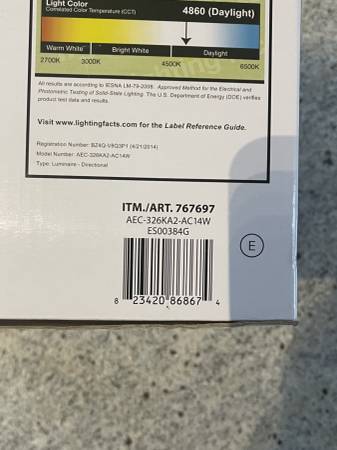 Light Color
Correlated Color Temperature (CCT)
4860 (Daylight)
Warm White
Bright White
Daylight
2700K
3000K
4500K
6500K
All results are according to IESNA LM-79-2008: Approved Method for the Electrical and
Photometric Testing of Solid-State Lighting. The U.S. Department of Energy (DOE) verifies
product test data and results.
Visit www.lightingfacts.com for the Label Reference Guide.
Registration Number: (4/21/2014)
Model Number: AEC-326KA2-AC14W
Type: Luminaire - Directional
ITM./ART. 767697
AEC-326KA2-AC14W
ES00384G
E
8 23420 86867 4